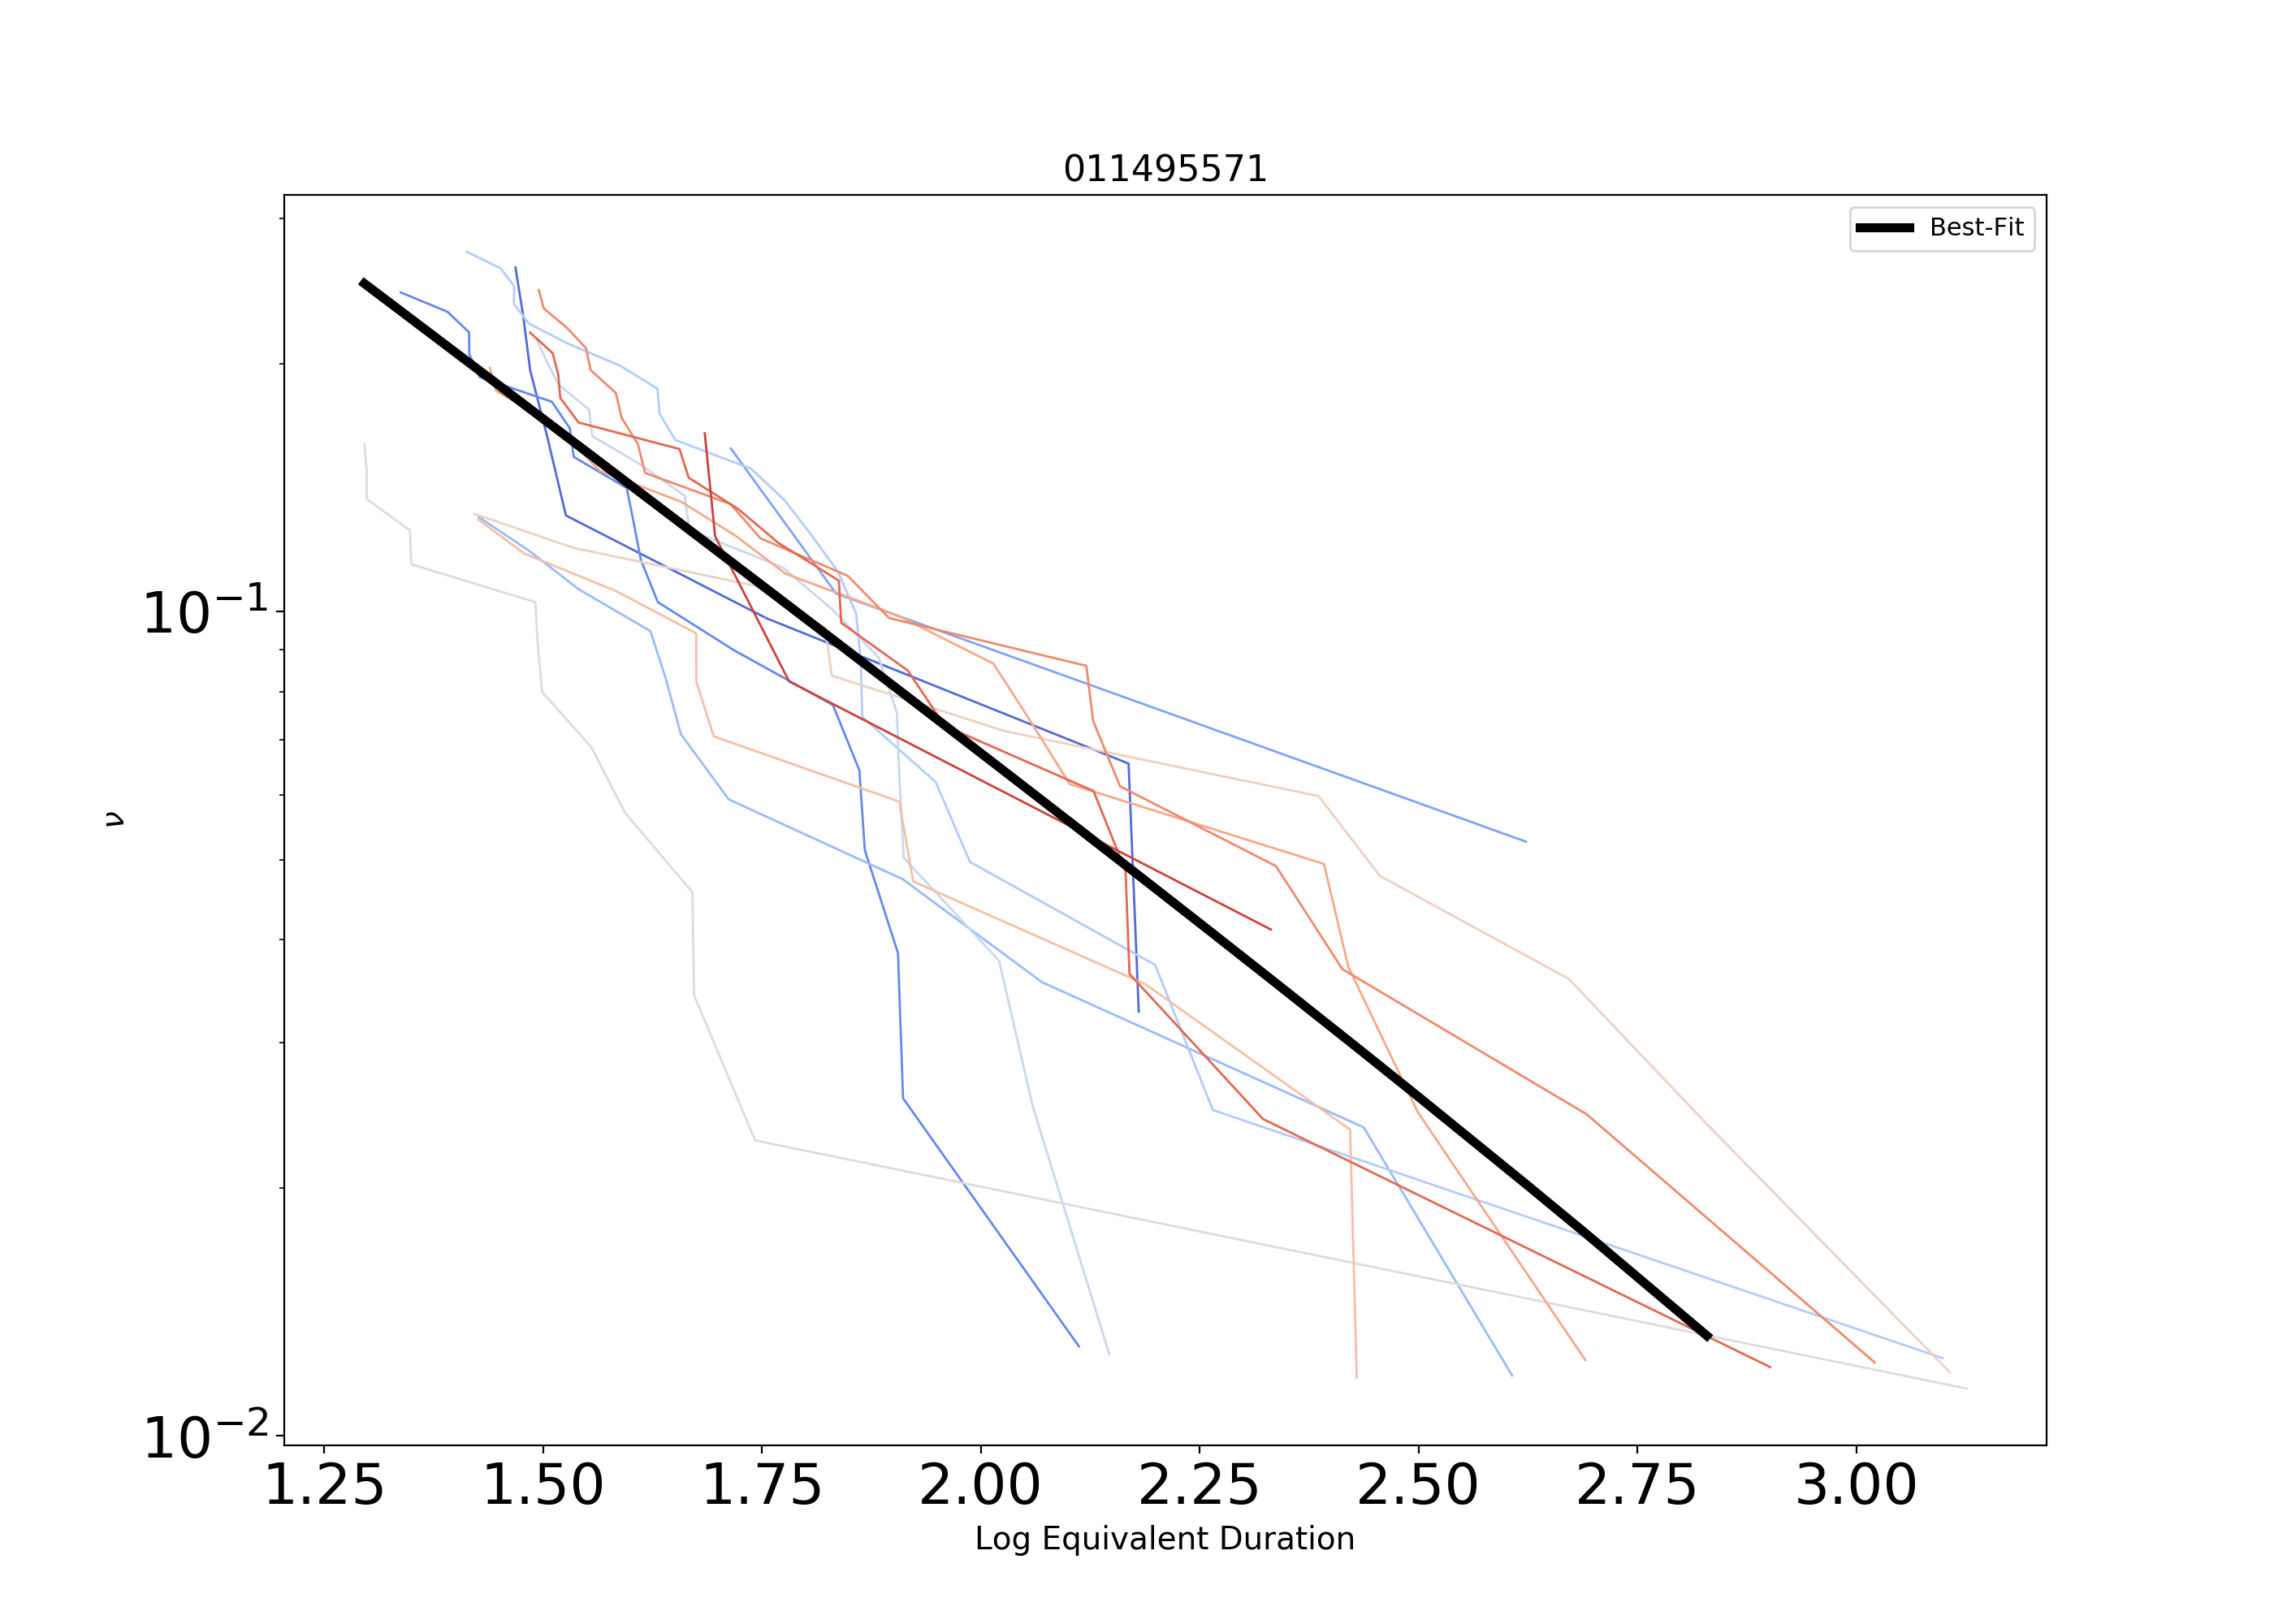 011495571
Best-Fit
ν
10⁻¹
10⁻²
1.25 1.50 1.75 2.00 2.25 2.50 2.75 3.00
Log Equivalent Duration